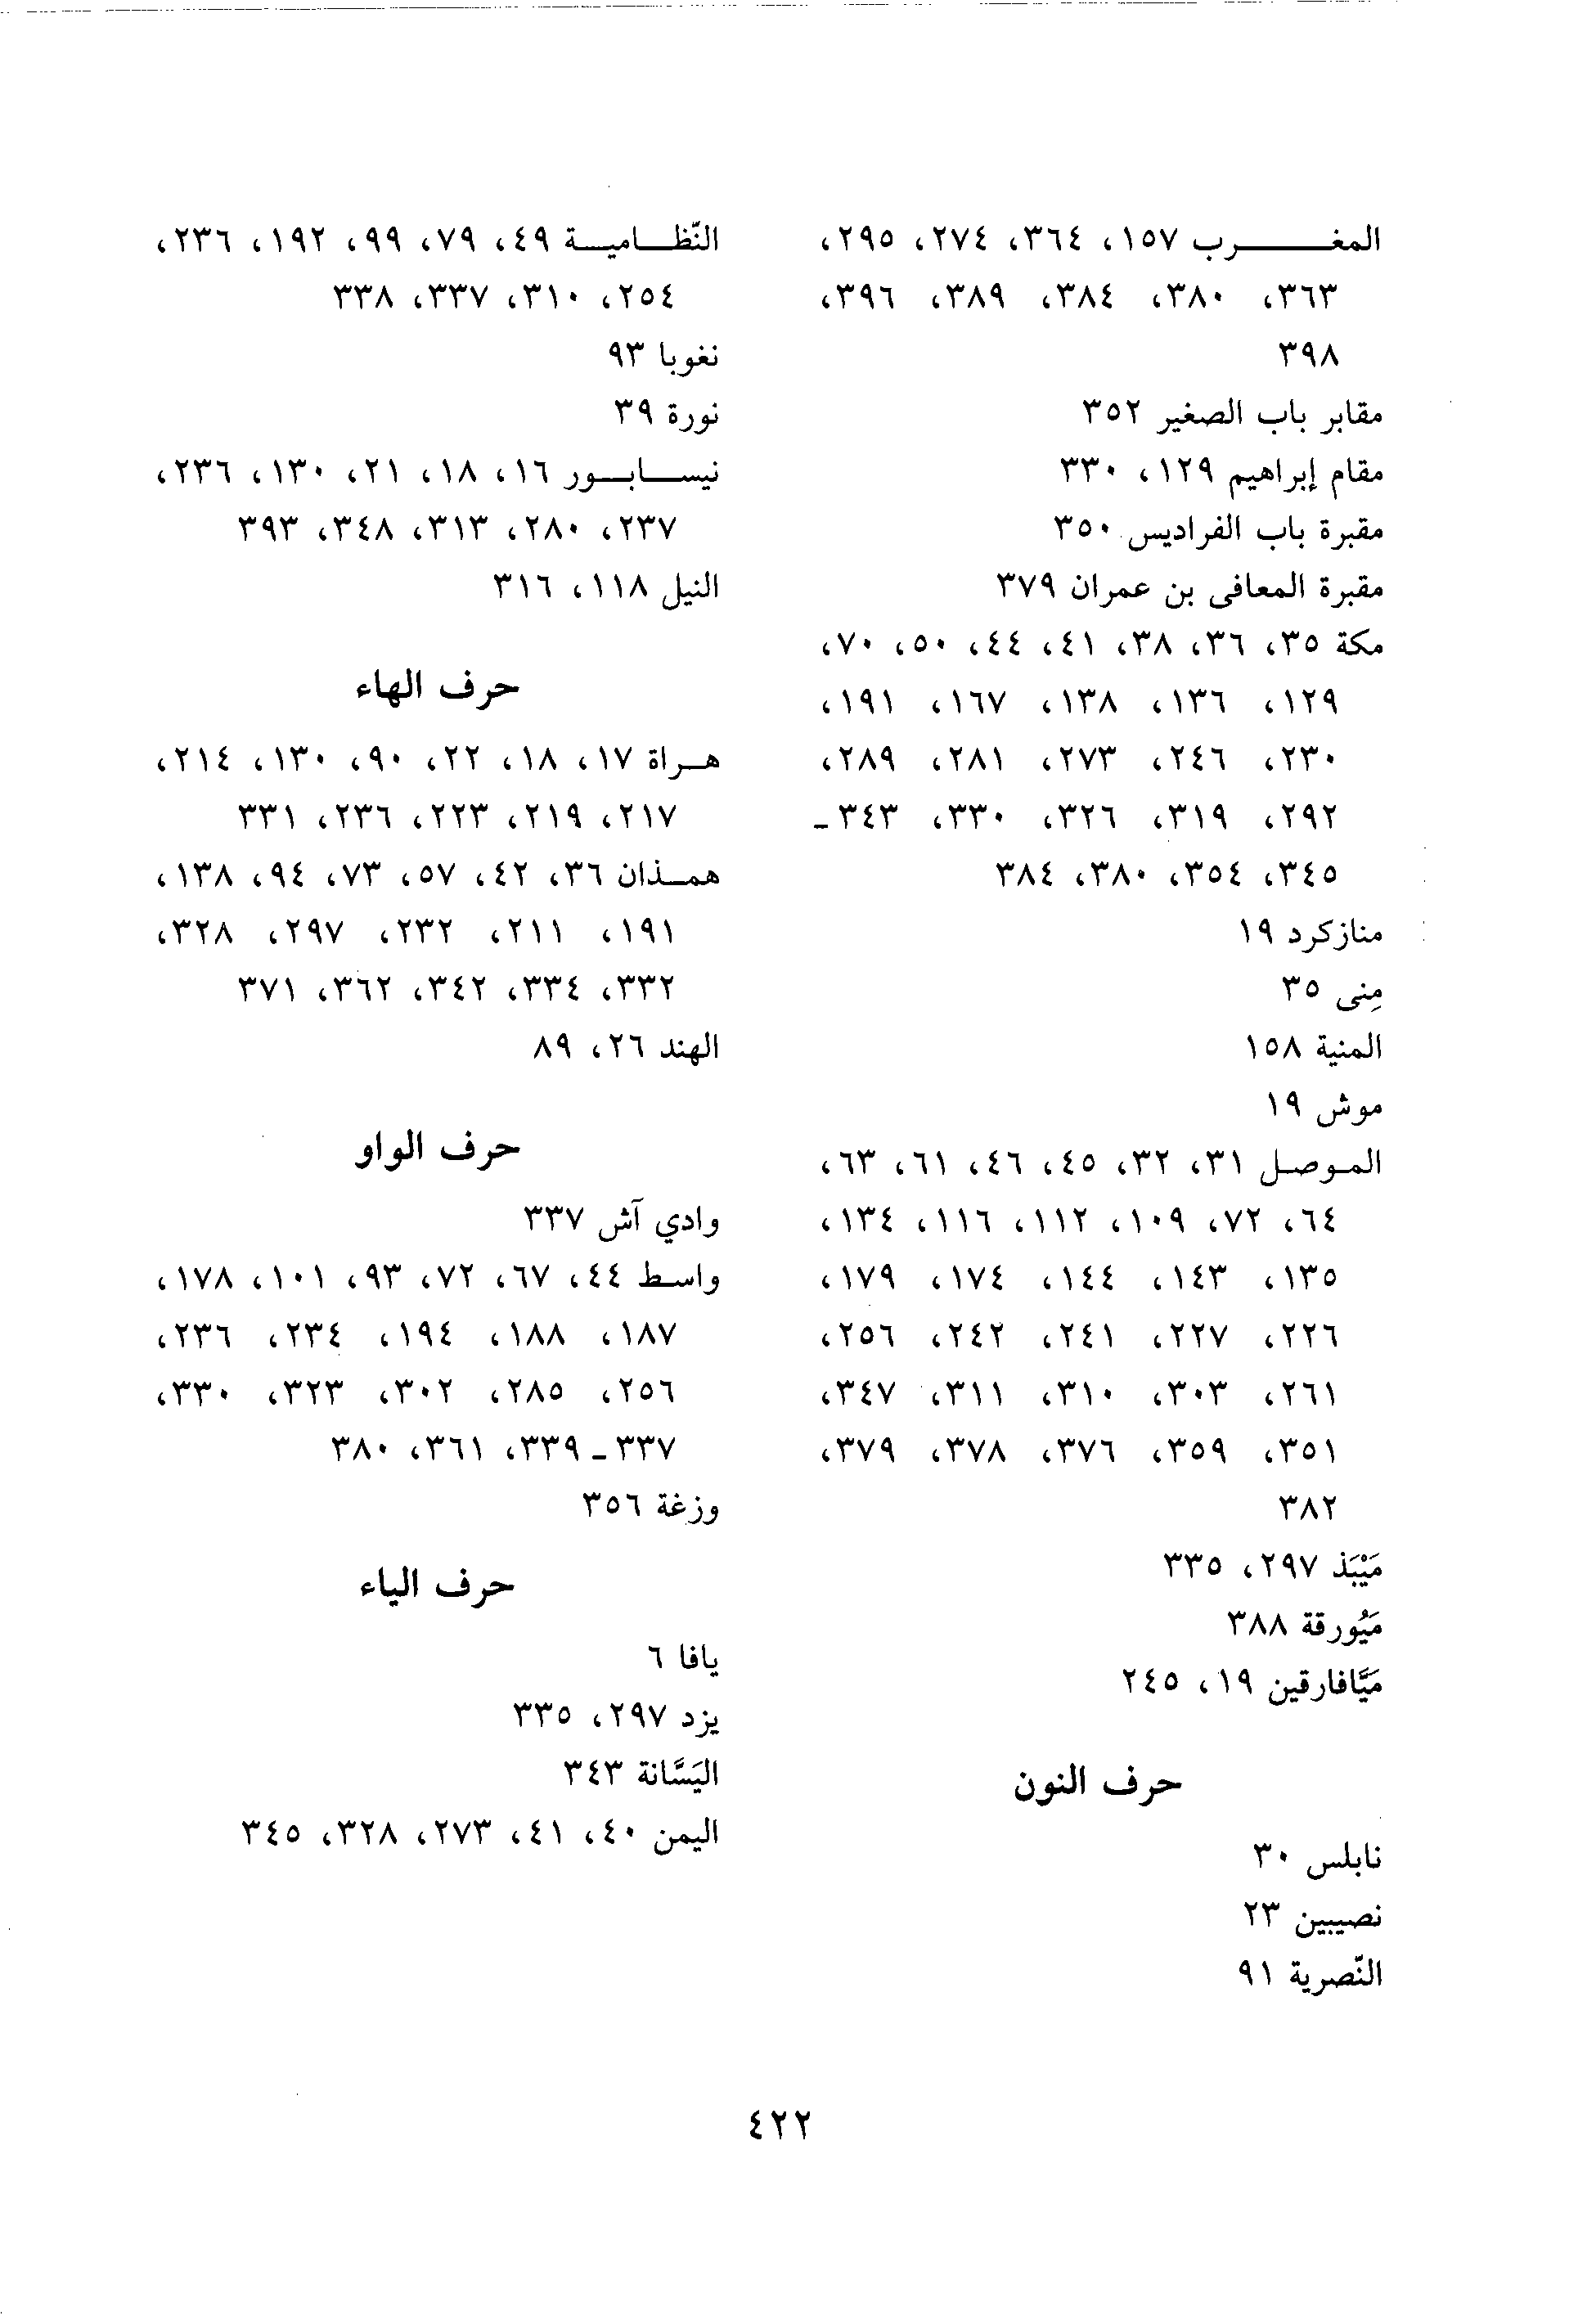 المغرب ١٥٧، ٣٦٤، ٢٧٤، ٢٩٥،
٣٦٣، ٣٨٠، ٣٨٤، ٣٨٩، ٣٩٦،
٣٩٨
مقابر باب الصغير ٣٥٢
مقام إبراهيم ١٢٩، ٣٣٠
مقبرة باب الفراديس ٣٥٠
مقبرة المعافى بن عمران ٣٧٩
مكة ٣٥، ٣٦، ٣٨، ٤١، ٤٤، ٥٠، ٧٠،
١٢٩، ١٣٦، ١٣٨، ١٦٧، ١٩١،
٢٣٠، ٢٤٦، ٢٧٣، ٢٨١، ٢٨٩،
٢٩٢، ٣١٩، ٣٢٦، ٣٣٠، ٣٤٣ ـ
٣٤٥، ٣٥٤، ٣٨٠، ٣٨٤
منازكرد ١٩
مِنى ٣٥
المنية ١٥٨
موش ١٩
الموصل ٣١، ٣٢، ٤٥، ٤٦، ٦١، ٦٣،
٦٤، ٧٢، ١٠٩، ١١٢، ١١٦، ١٣٤،
١٣٥، ١٤٣، ١٤٤، ١٧٤، ١٧٩،
٢٢٦، ٢٢٧، ٢٤١، ٢٤٢، ٢٥٦،
٢٦١، ٣٠٣، ٣١٠، ٣١١، ٣٤٧،
٣٥١، ٣٥٩، ٣٧٦، ٣٧٨، ٣٧٩،
٣٨٢
مَيْبَذ ٢٩٧، ٣٣٥
مَيُورقة ٣٨٨
مَيَّافارقين ١٩، ٢٤٥
حرف النون
نابلس ٣٠
نصيبين ٢٣
النّصرية ٩١
النّظامية ٤٩، ٧٩، ٩٩، ١٩٢، ٢٣٦،
٢٥٤، ٣١٠، ٣٣٧، ٣٣٨
نغوبا ٩٣
نورة ٣٩
نيسابور ١٦، ١٨، ٢١، ١٣٠، ٢٣٦،
٢٣٧، ٢٨٠، ٣١٣، ٣٤٨، ٣٩٣
النيل ١١٨، ٣١٦
حرف الهاء
هراة ١٧، ١٨، ٢٢، ٩٠، ١٣٠، ٢١٤،
٢١٧، ٢١٩، ٢٢٣، ٢٣٦، ٣٣١
همذان ٣٦، ٤٢، ٥٧، ٧٣، ٩٤، ١٣٨،
١٩١، ٢١١، ٢٣٢، ٢٩٧، ٣٢٨،
٣٣٢، ٣٣٤، ٣٤٢، ٣٦٢، ٣٧١
الهند ٢٦، ٨٩
حرف الواو
وادي آش ٣٣٧
واسط ٤٤، ٦٧، ٧٢، ٩٣، ١٠١، ١٧٨،
١٨٧، ١٨٨، ١٩٤، ٢٣٤، ٢٣٦،
٢٥٦، ٢٨٥، ٣٠٢، ٣٢٣، ٣٣٠،
٣٣٧ ـ ٣٣٩، ٣٦١، ٣٨٠
وزغة ٣٥٦
حرف الياء
يافا ٦
يزد ٢٩٧، ٣٣٥
اليَسَّانة ٣٤٣
اليمن ٤٠، ٤١، ٢٧٣، ٣٢٨، ٣٤٥
٤٢٢